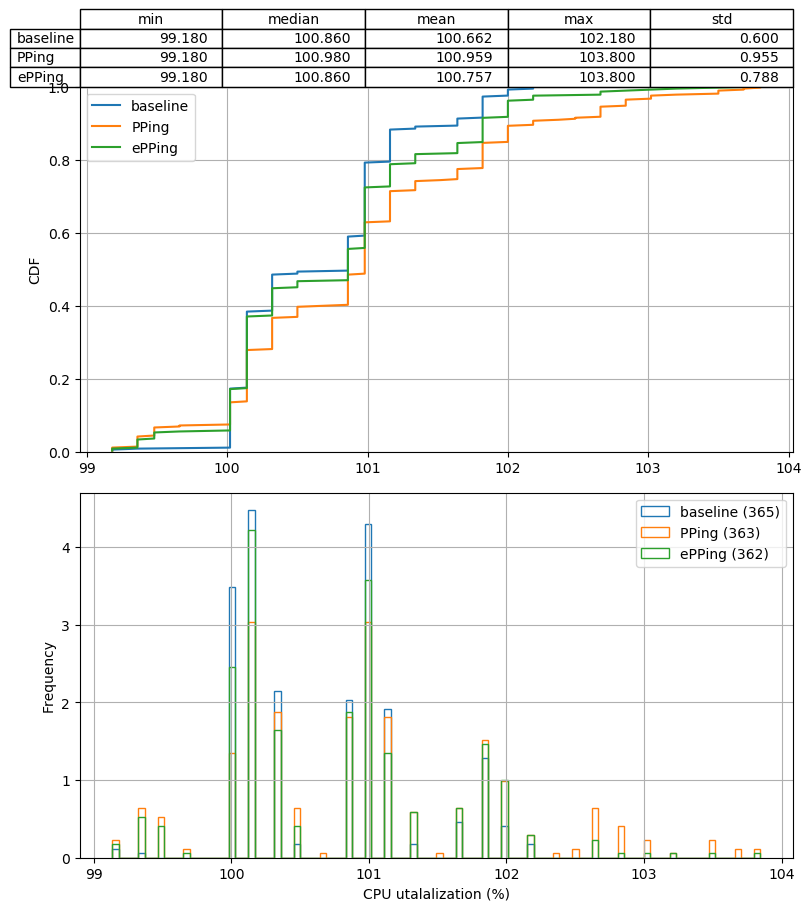 min median mean max std
baseline 99.180 100.860 100.662 102.180 0.600
PPing 99.180 100.980 100.959 103.800 0.955
ePPing 99.180 100.860 100.757 103.800 0.788
1.0
baseline
PPing
ePPing
0.8
0.6
CDF
0.4
0.2
0.0
99 100 101 102 103 104
baseline (365)
PPing (363)
ePPing (362)
4
3
Frequency
2
1
0
99 100 101 102 103 104
CPU utalalization (%)